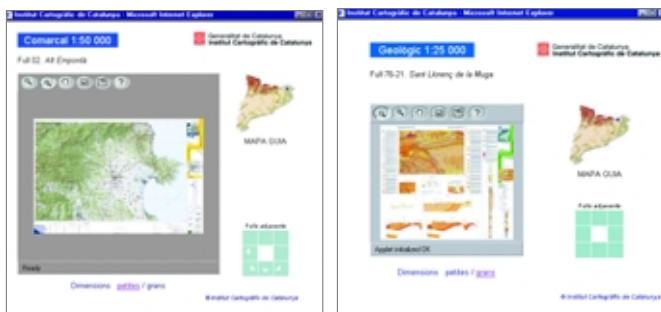 Institut Cartogràfic de Catalunya - Microsoft Internet Explorer
Comarcal 1:50 000
Generalitat de Catalunya
Institut Cartogràfic de Catalunya
Full 02. Alt Empordà
MAPA GUIA
Fulls adjacents
Ready
Dimensions petites / grans
© Institut Cartogràfic de Catalunya
Institut Cartogràfic de Catalunya - Microsoft Internet Explorer
Geològic 1:25 000
Generalitat de Catalunya
Institut Cartogràfic de Catalunya
Full 76-21. Sant Llorenç de la Muga
MAPA GUIA
Fulls adjacents
Applet initialized OK
Dimensions petites / grans
© Institut Cartogràfic de Catalunya